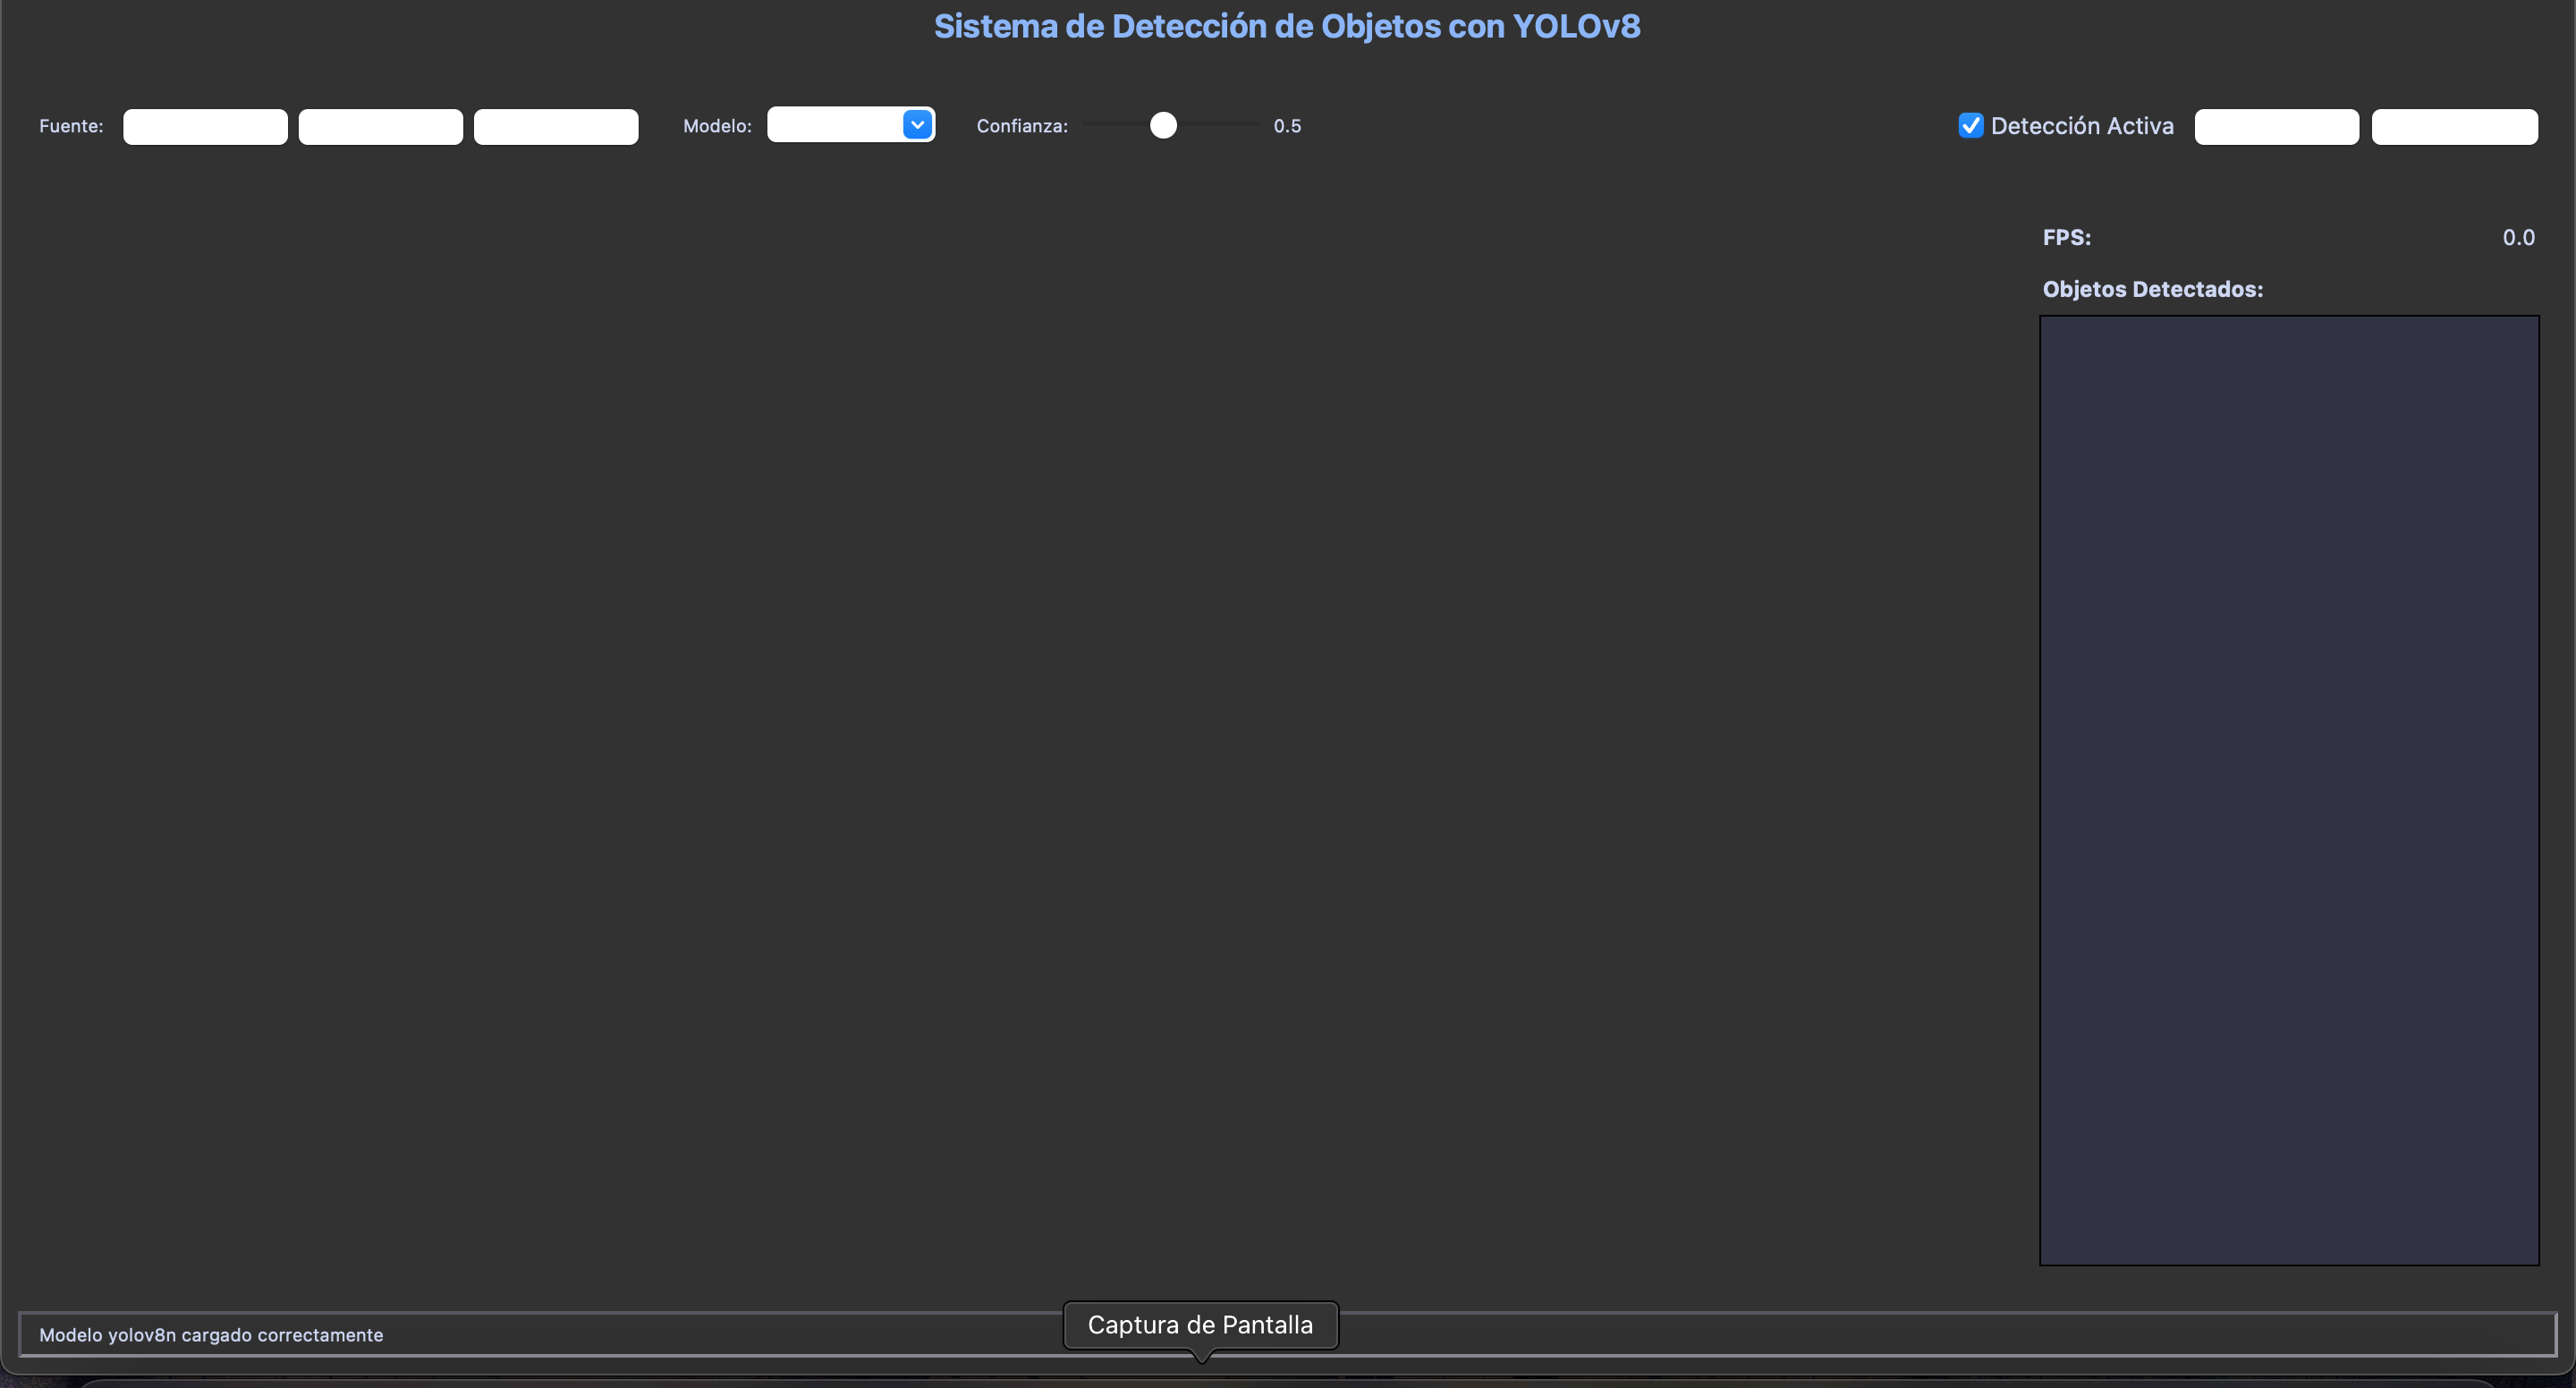 Sistema de Detección de Objetos con YOLOv8
Fuente:
Modelo:
Confianza:
0.5
Detección Activa
FPS:
0.0
Objetos Detectados:
Captura de Pantalla
Modelo yolov8n cargado correctamente